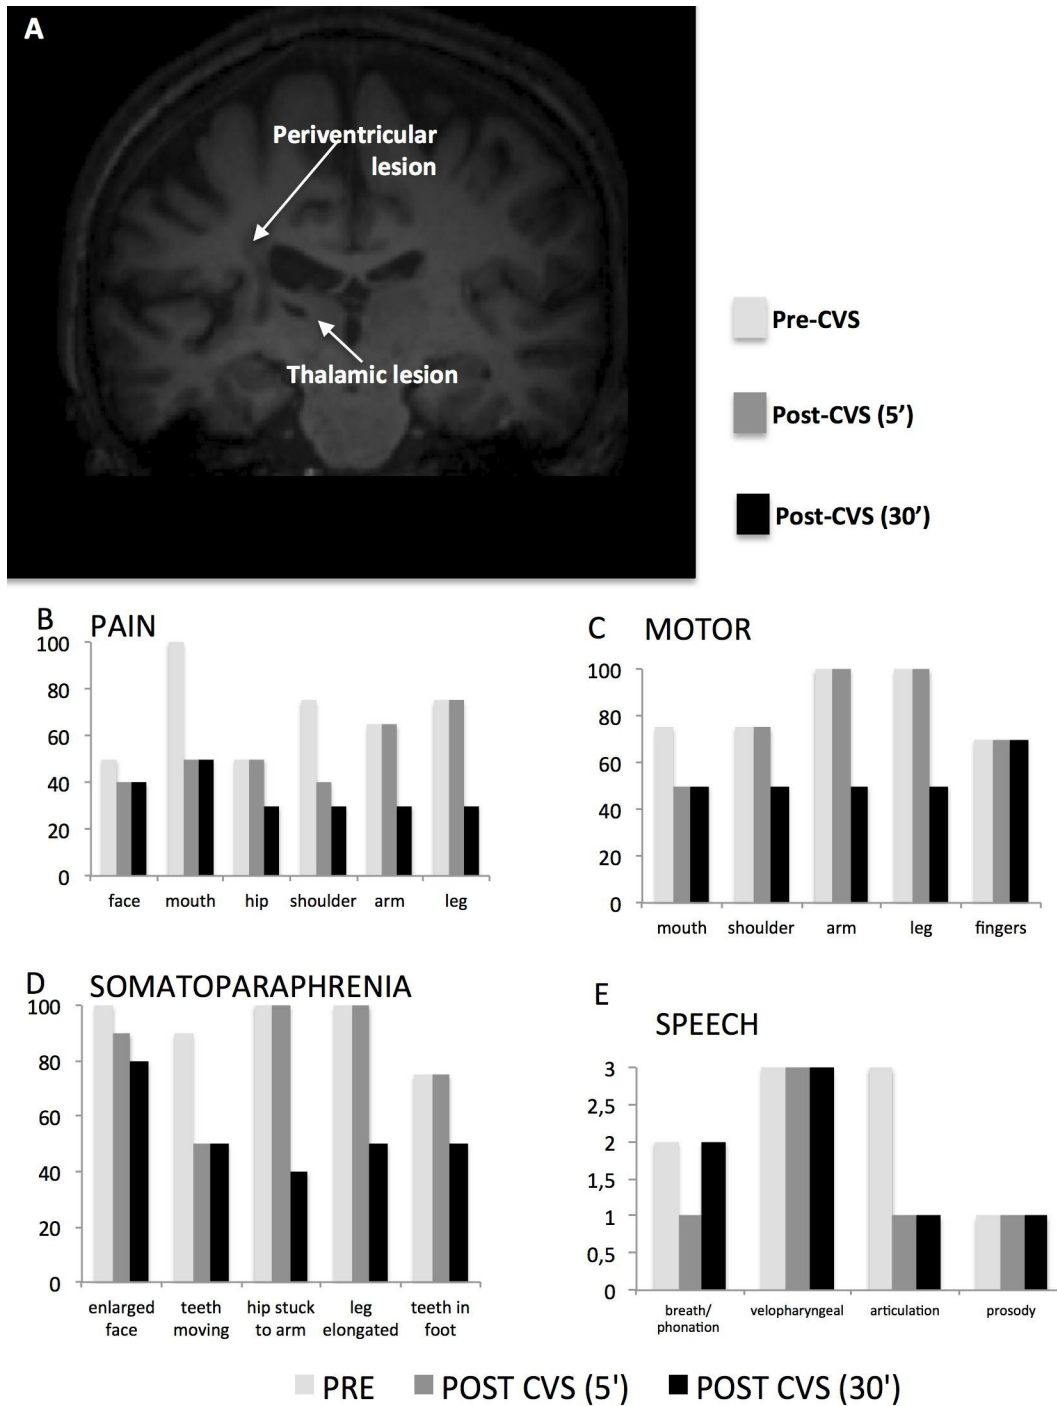 A
Periventricular
lesion
Thalamic lesion
Pre-CVS
Post-CVS (5’)
Post-CVS (30’)
B PAIN
100
80
60
40
20
0
face mouth hip shoulder arm leg
C MOTOR
100
80
60
40
20
0
mouth shoulder arm leg fingers
D SOMATOPARAPHRENIA
100
80
60
40
20
0
enlarged teeth hip stuck leg teeth in
face moving to arm elongated foot
E
SPEECH
3
2,5
2
1,5
1
0,5
0
breath/ velopharyngeal articulation prosody
phonation
PRE POST CVS (5') POST CVS (30')